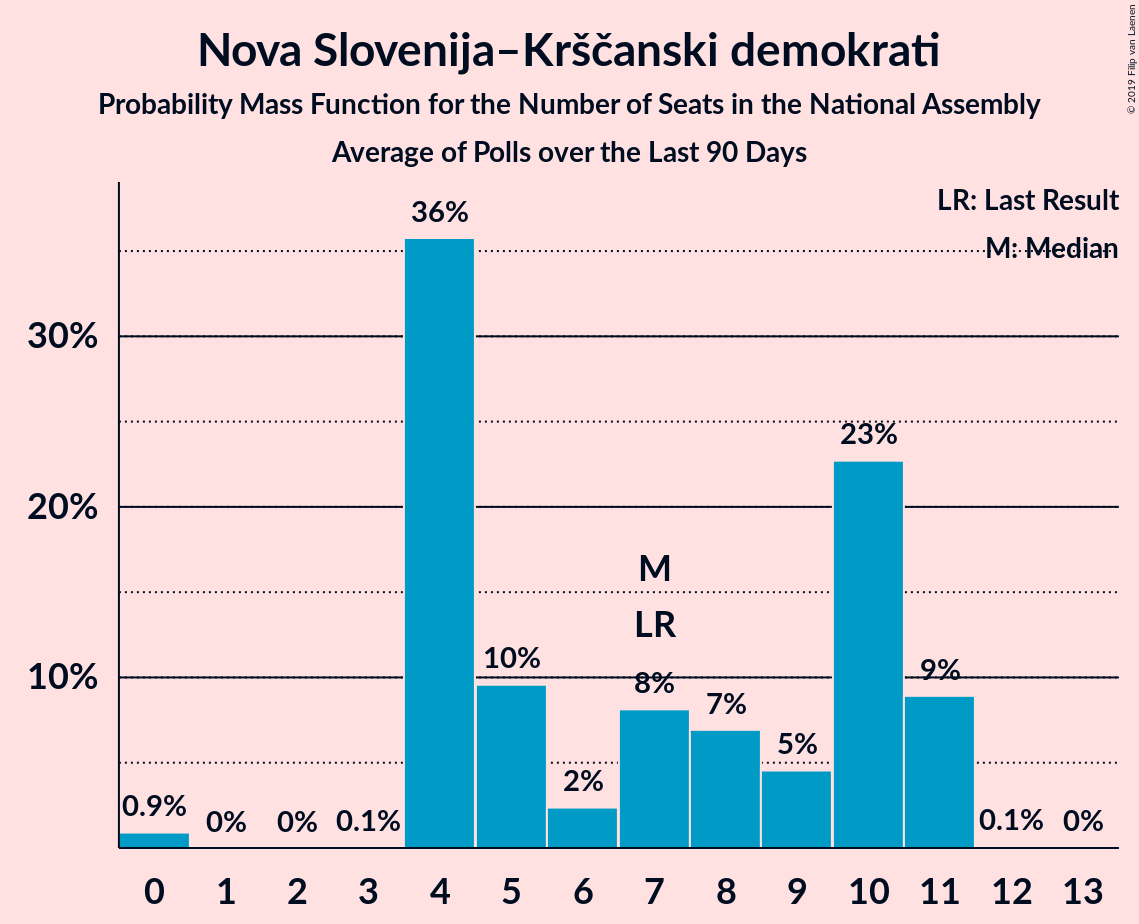 Nova Slovenija–Krščanski demokrati
Probability Mass Function for the Number of Seats in the National Assembly
Average of Polls over the Last 90 Days
© 2019 Filip van Laenen
LR: Last Result
M: Median
36%
30%
23%
20%
M
LR
10%
10%
8%
9%
7%
5%
2%
0.9%
0%
0%
0.1%
0.1%
0%
0 1 2 3 4 5 6 7 8 9 10 11 12 13